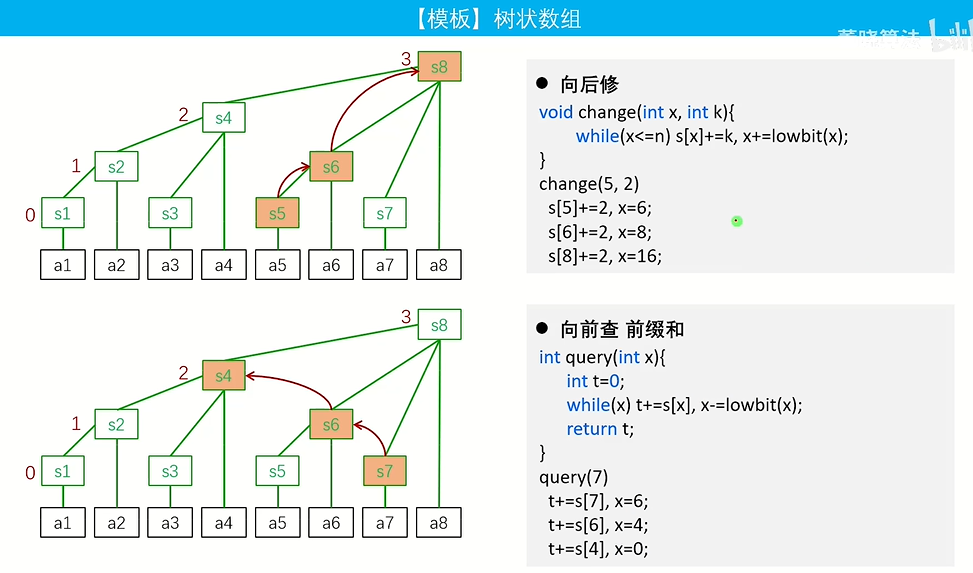 【模板】树状数组
3 s8
2 s4
1 s2 s6
0 s1 s3 s5 s7
a1 a2 a3 a4 a5 a6 a7 a8
● 向后修
void change(int x, int k){
while(x<=n) s[x]+=k, x+=lowbit(x);
}
change(5, 2)
s[5]+=2, x=6;
s[6]+=2, x=8;
s[8]+=2, x=16;
3 s8
2 s4
1 s2 s6
0 s1 s3 s5 s7
a1 a2 a3 a4 a5 a6 a7 a8
● 向前查 前缀和
int query(int x){
int t=0;
while(x) t+=s[x], x-=lowbit(x);
return t;
}
query(7)
t+=s[7], x=6;
t+=s[6], x=4;
t+=s[4], x=0;